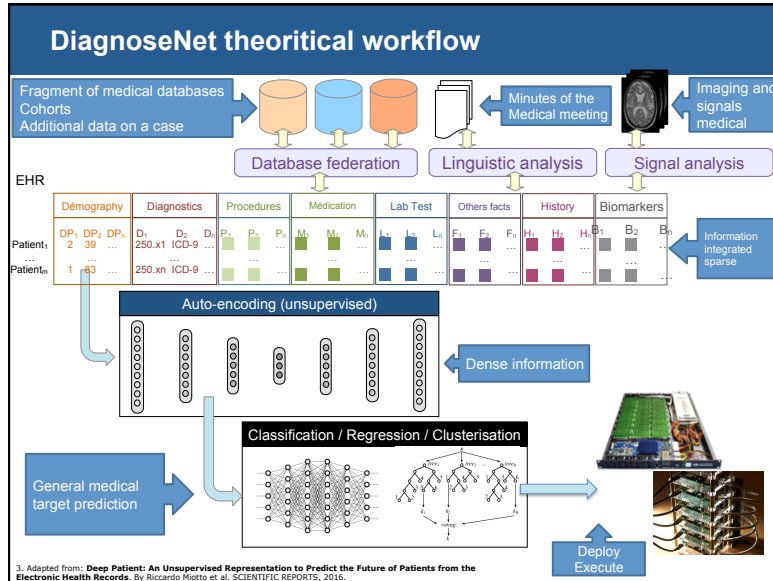 DiagnoseNet theoritical workflow
Fragment of medical databases
Cohorts
Additional data on a case
Minutes of the
Medical meeting
Imaging and
signals
medical
Database federation
Linguistic analysis
Signal analysis
EHR
Démography Diagnostics Procedures Médication Lab Test Others facts History Biomarkers
DP1 DP2 DPn D1 D2 Dn P1 P2 Pn M1 M2 Mn L1 L2 Ln F1 F2 Fn H1 H2 Hn B1 B2 Bn
Patient1 2 39 ... 250.x1 ICD-9 ... ... ... ... ... ... ...
... ... ... ... ... ... ... ... ...
Patientm 1 83 ... 250.xn ICD-9 ... ... ... ... ... ... ...
Information
integrated
sparse
Auto-encoding (unsupervised)
Dense information
Classification / Regression / Clusterisation
tree1 tree1 ... treeB
voting
k
General medical
target prediction
Deploy
Execute
3. Adapted from: Deep Patient: An Unsupervised Representation to Predict the Future of Patients from the
Electronic Health Records. By Riccardo Miotto et al. SCIENTIFIC REPORTS, 2016.